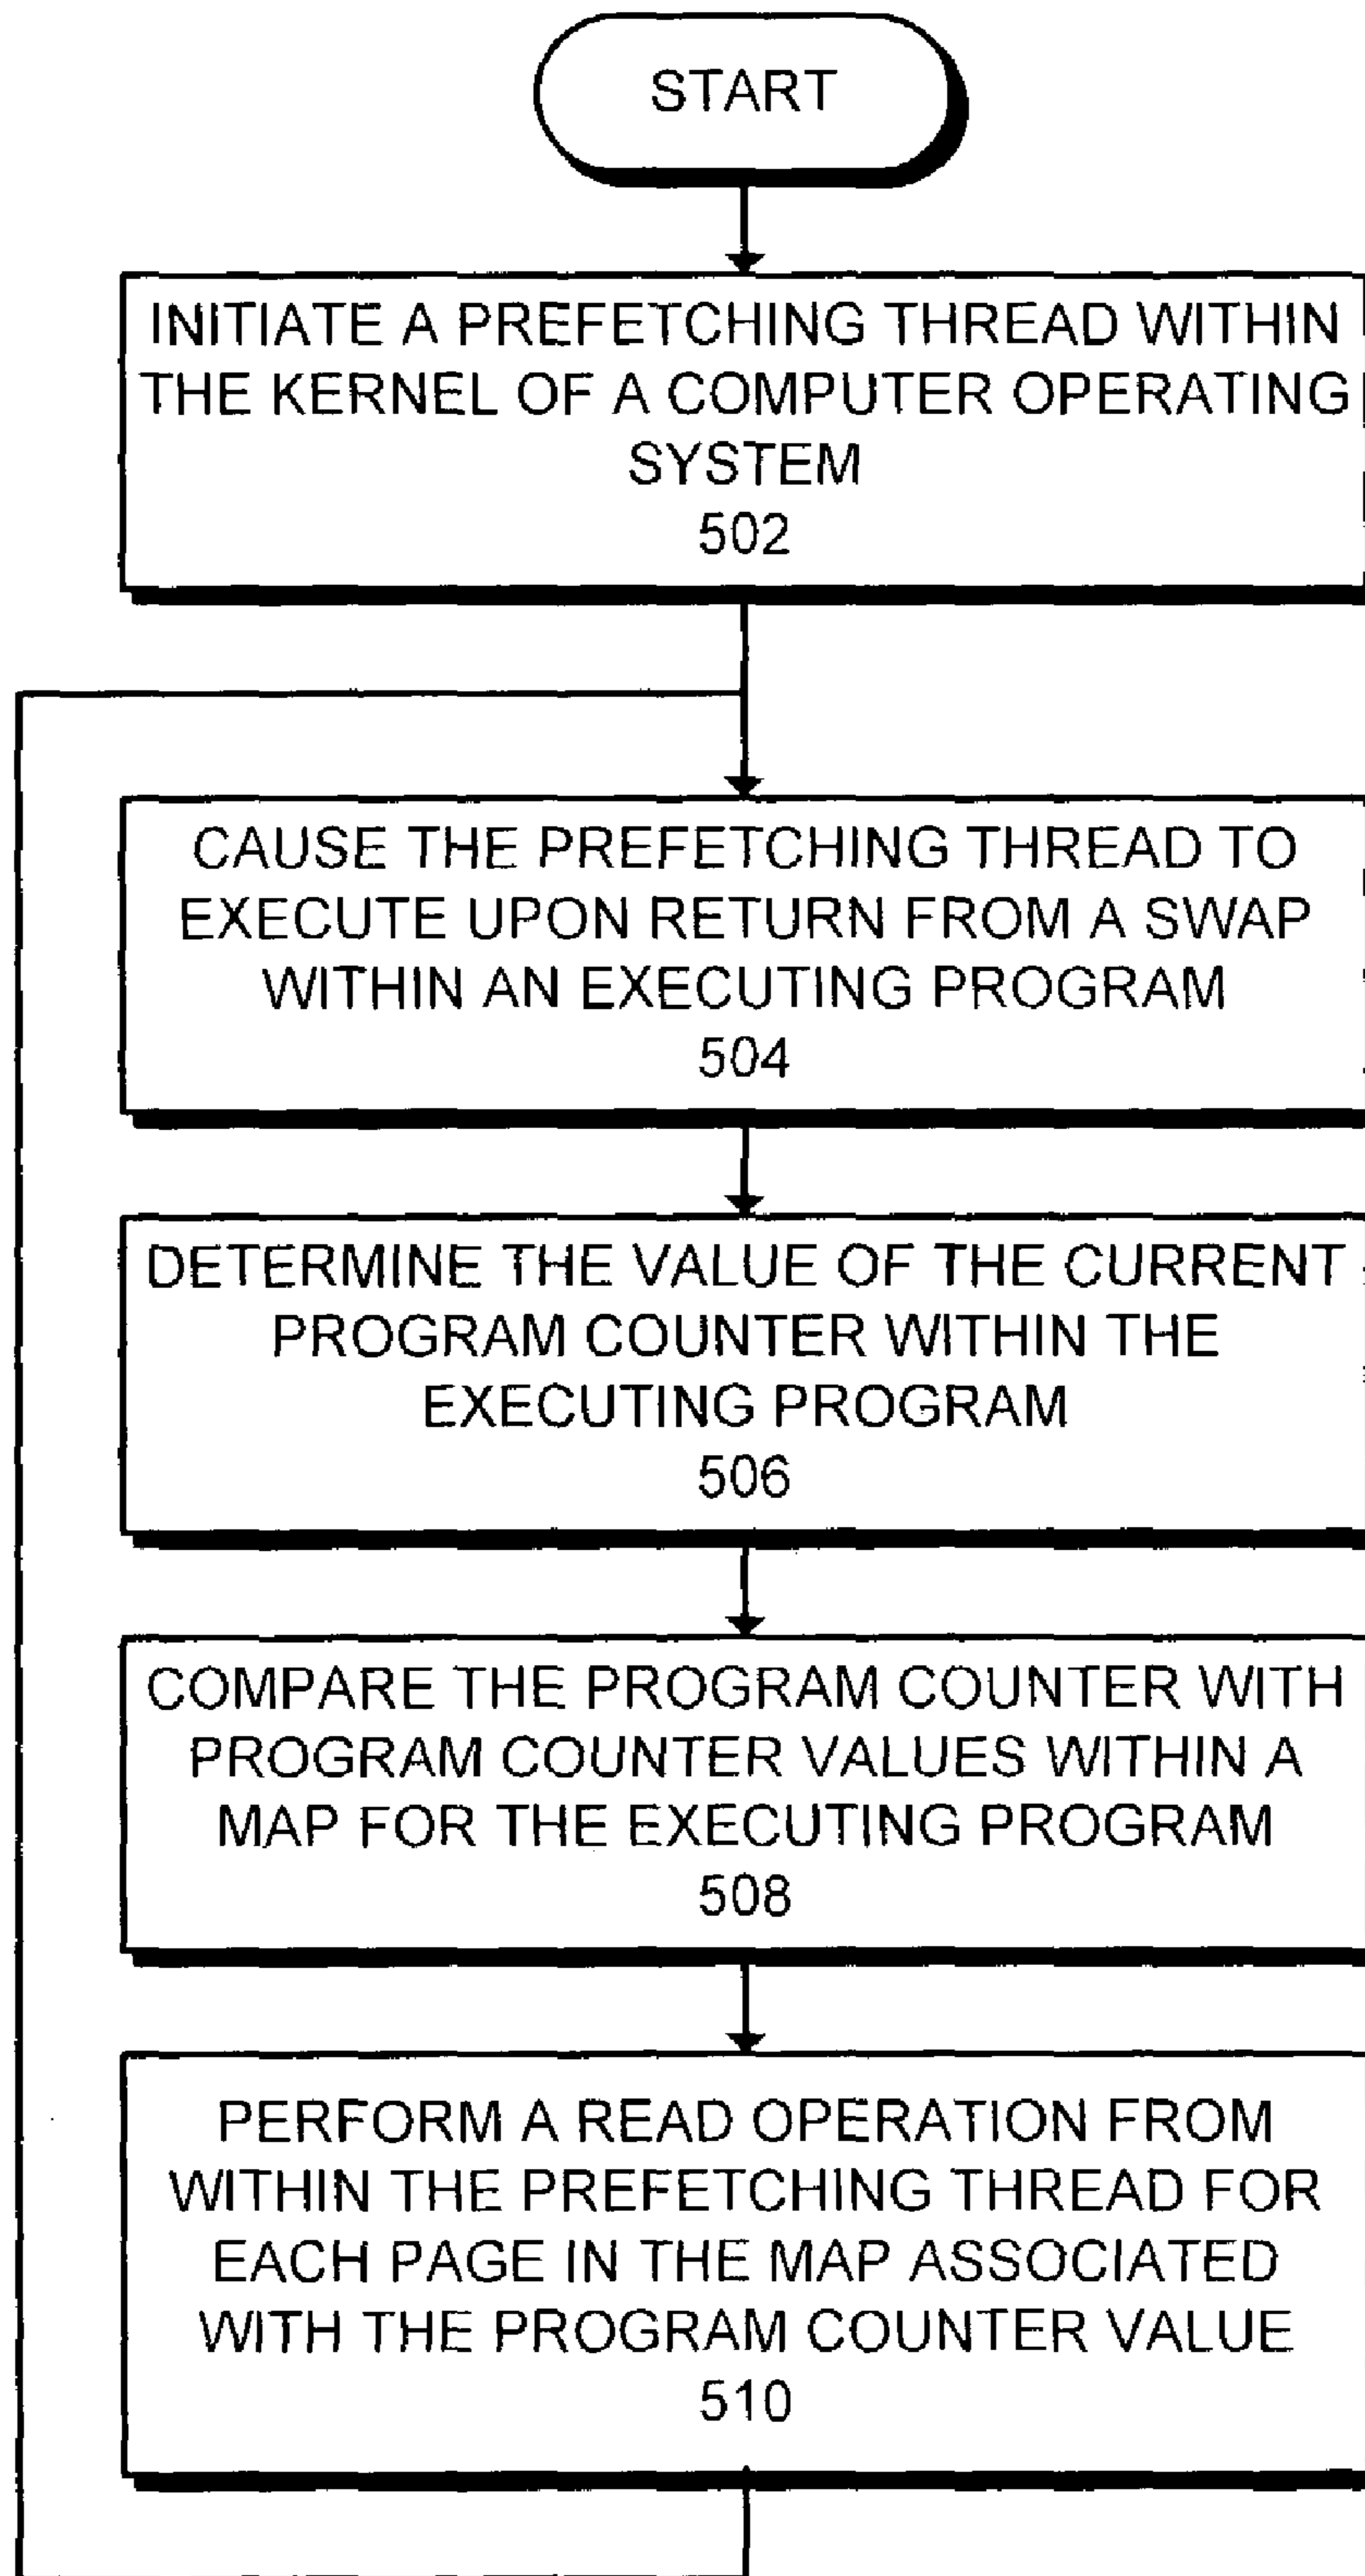 START
INITIATE A PREFETCHING THREAD WITHIN
THE KERNEL OF A COMPUTER OPERATING
SYSTEM
502
CAUSE THE PREFETCHING THREAD TO
EXECUTE UPON RETURN FROM A SWAP
WITHIN AN EXECUTING PROGRAM
504
DETERMINE THE VALUE OF THE CURRENT
PROGRAM COUNTER WITHIN THE
EXECUTING PROGRAM
506
COMPARE THE PROGRAM COUNTER WITH
PROGRAM COUNTER VALUES WITHIN A
MAP FOR THE EXECUTING PROGRAM
508
PERFORM A READ OPERATION FROM
WITHIN THE PREFETCHING THREAD FOR
EACH PAGE IN THE MAP ASSOCIATED
WITH THE PROGRAM COUNTER VALUE
510